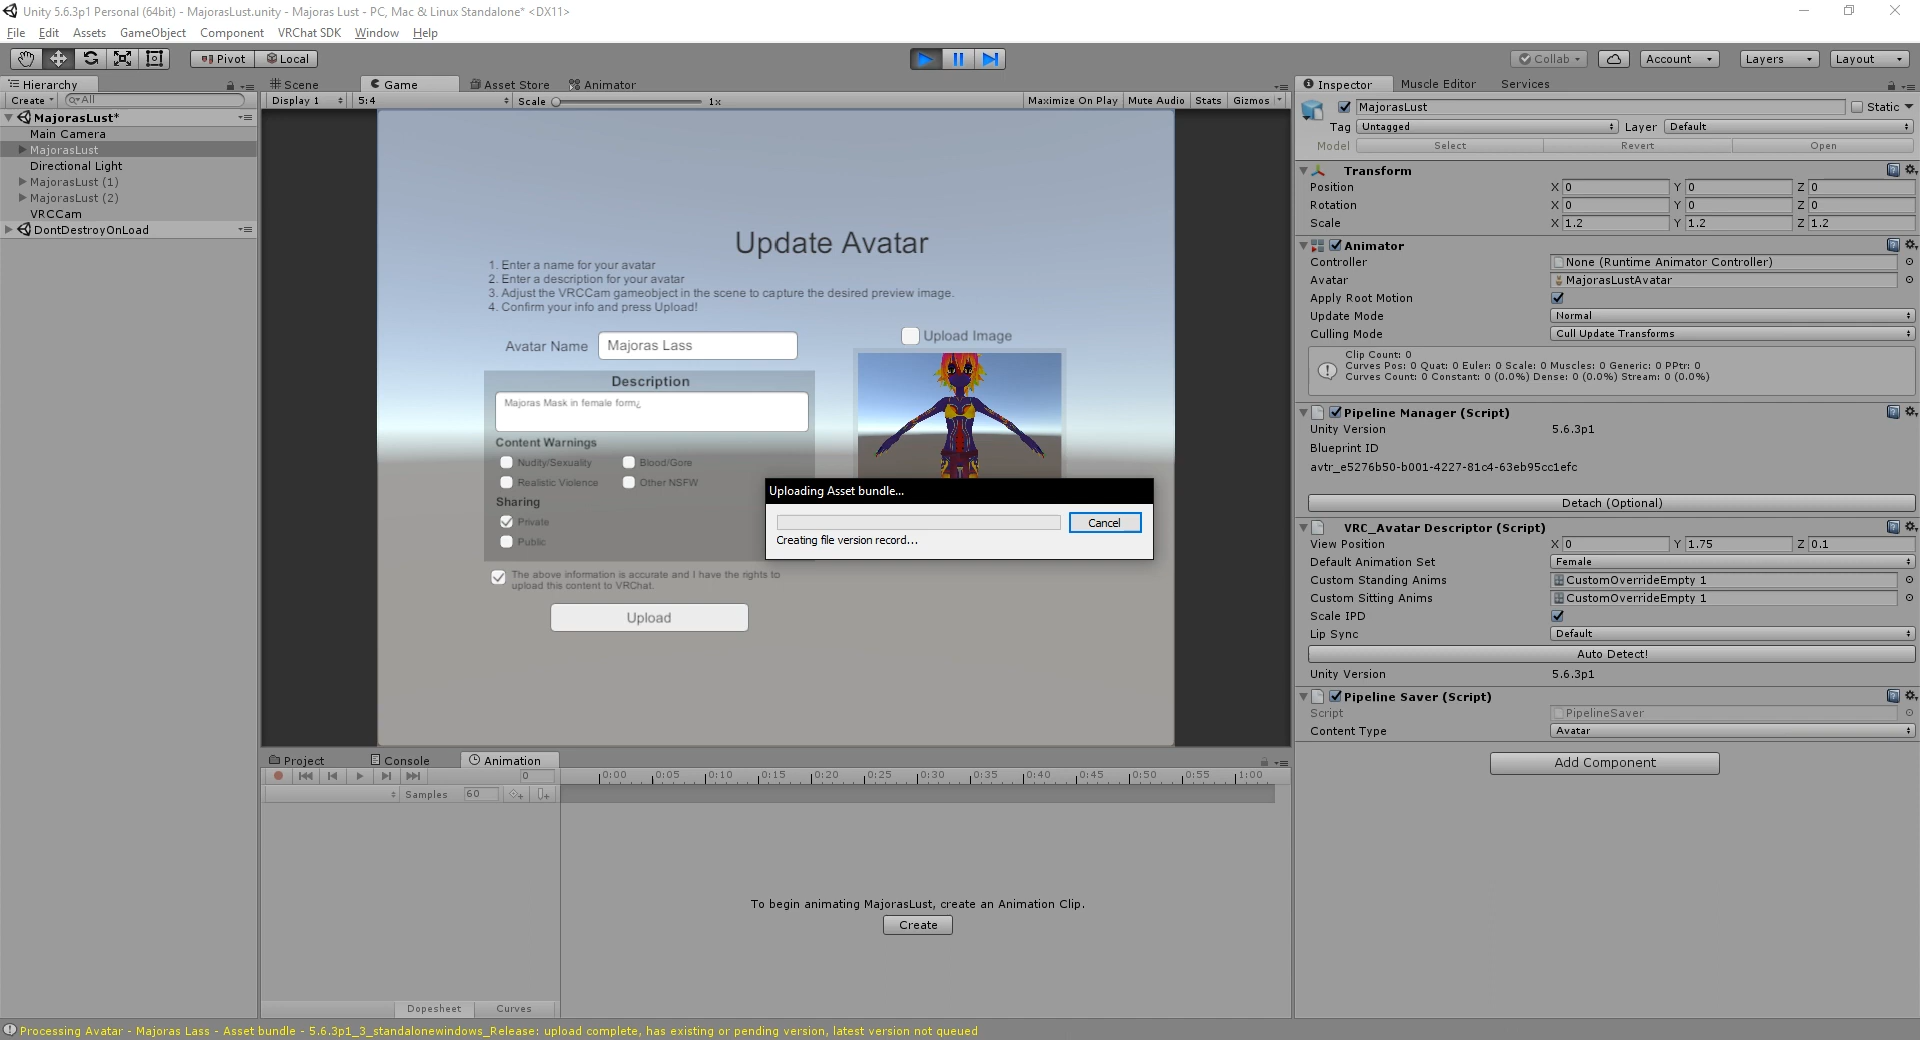 Unity 5.6.3p1 Personal (64bit) - MajorasLust.unity - Majoras Lust - PC, Mac & Linux Standalone* <DX11>
File Edit Assets GameObject Component VRChat SDK Window Help
Pivot Local
Collab Account Layers Layout
Hierarchy
Create All
MajorasLust*
Main Camera
MajorasLust
Directional Light
MajorasLust (1)
MajorasLust (2)
VRCCam
DontDestroyOnLoad
Scene Game Asset Store Animator
Display 1 5:4 Scale 1x Maximize On Play Mute Audio Stats Gizmos
Update Avatar
1. Enter a name for your avatar
2. Enter a description for your avatar
3. Adjust the VRCCam gameobject in the scene to capture the desired preview image.
4. Confirm your info and press Upload!
Avatar Name Majoras Lass
Upload Image
Description
Majoras Mask in female form¿
Content Warnings
Nudity/Sexuality Blood/Gore
Realistic Violence Other NSFW
Sharing
Private
Public
The above information is accurate and I have the rights to
upload this content to VRChat.
Upload
Uploading Asset bundle...
Cancel
Creating file version record...
Project Console Animation
0 0:00 0:05 0:10 0:15 0:20 0:25 0:30 0:35 0:40 0:45 0:50 0:55 1:00
Samples 60
To begin animating MajorasLust, create an Animation Clip.
Create
Dopesheet Curves
Inspector Muscle Editor Services
MajorasLust Static
Tag Untagged Layer Default
Model Select Revert Open
Transform
Position X 0 Y 0 Z 0
Rotation X 0 Y 0 Z 0
Scale X 1.2 Y 1.2 Z 1.2
Animator
Controller None (Runtime Animator Controller)
Avatar MajorasLustAvatar
Apply Root Motion
Update Mode Normal
Culling Mode Cull Update Transforms
Clip Count: 0
Curves Pos: 0 Quat: 0 Euler: 0 Scale: 0 Muscles: 0 Generic: 0 PPtr: 0
Curves Count: 0 Constant: 0 (0.0%) Dense: 0 (0.0%) Stream: 0 (0.0%)
Pipeline Manager (Script)
Unity Version 5.6.3p1
Blueprint ID
avtr_e5276b50-b001-4227-81c4-63eb95cc1efc
Detach (Optional)
VRC_Avatar Descriptor (Script)
View Position X 0 Y 1.75 Z 0.1
Default Animation Set Female
Custom Standing Anims CustomOverrideEmpty 1
Custom Sitting Anims CustomOverrideEmpty 1
Scale IPD
Lip Sync Default
Auto Detect!
Unity Version 5.6.3p1
Pipeline Saver (Script)
Script PipelineSaver
Content Type Avatar
Add Component
Processing Avatar - Majoras Lass - Asset bundle - 5.6.3p1_3_standalonewindows_Release: upload complete, has existing or pending version, latest version not queued